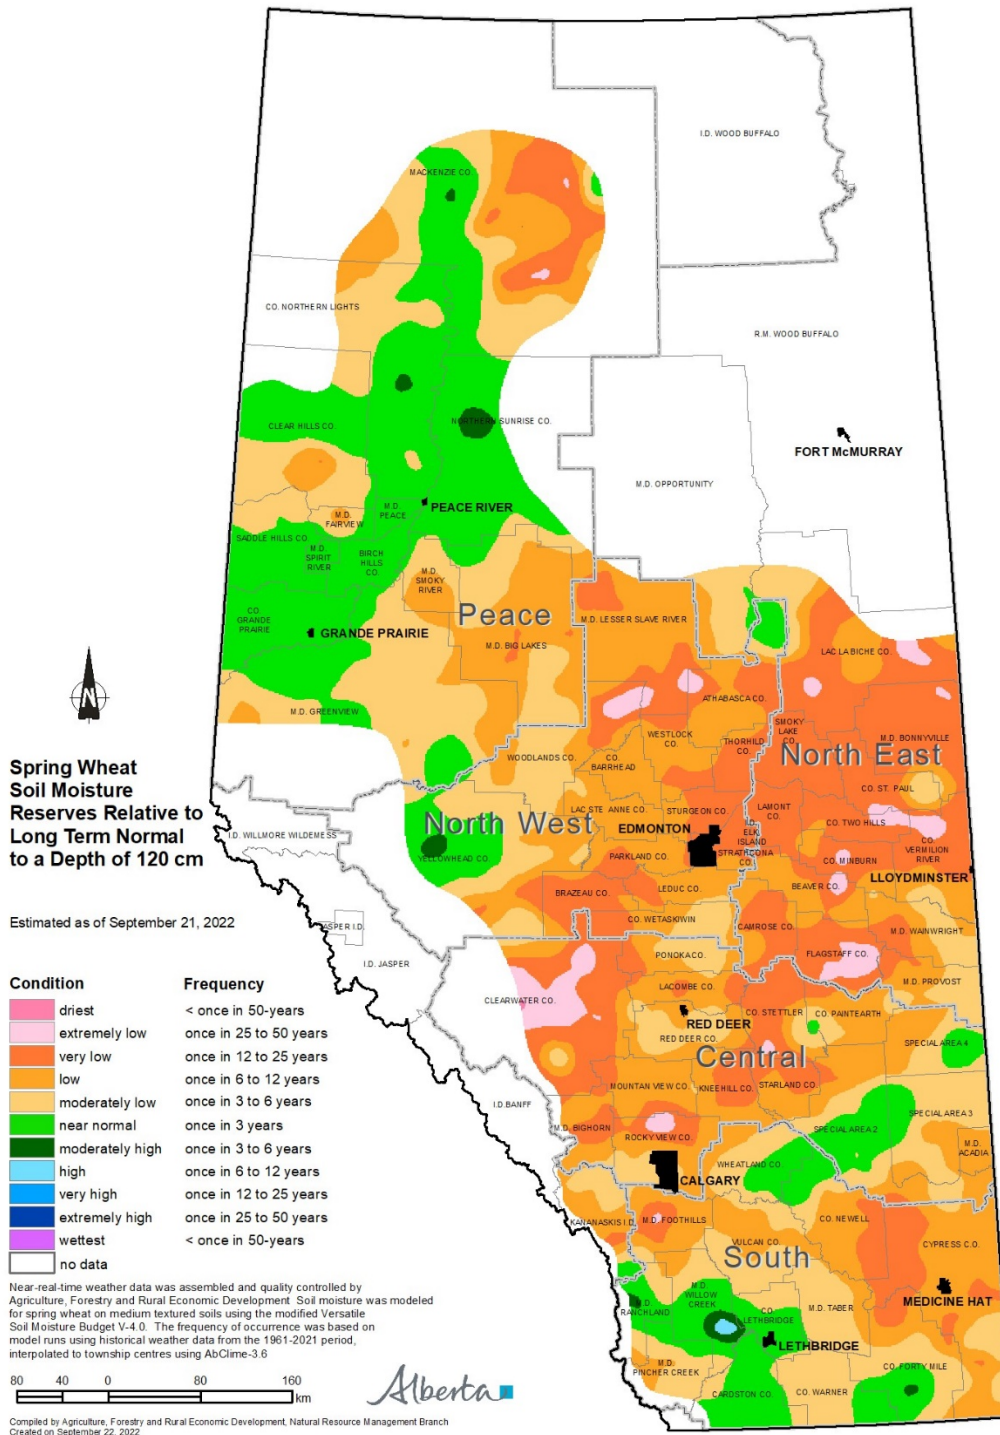 I.D. WOOD BUFFALO
MACKENZIE CO.
CO. NORTHERN LIGHTS
R.M. WOOD BUFFALO
CLEAR HILLS CO.
NORTHERN SUNRISE CO.
FORT McMURRAY
M.D. OPPORTUNITY
M.D.
PEACE
PEACE RIVER
M.D.
FAIRVIEW
SADDLE HILLS CO.
M.D.
SPIRIT
RIVER
BIRCH
HILLS
CO.
M.D.
SMOKY
RIVER
Peace
CO.
GRANDE
PRAIRIE
GRANDE PRAIRIE
M.D. LESSER SLAVE RIVER
M.D. BIG LAKES
LAC LA BICHE CO.
N
M.D. GREENVIEW
ATHABASCA CO.
SMOKY
LAKE
CO.
WESTLOCK
CO.
THORHILD
CO.
M.D. BONNYVILLE
North East
WOODLANDS CO.
CO.
BARRHEAD
CO. ST. PAUL
Spring Wheat
Soil Moisture
Reserves Relative to
Long Term Normal
to a Depth of 120 cm
LAC STE ANNE CO.
STURGEON CO.
LAMONT
CO.
CO. TWO HILLS
North West
EDMONTON
I.D.
ELK
ISLAND
STRATHCONA
CO.
CO.
VERMILION
RIVER
I.D. WILLMORE WILDERNESS
YELLOWHEAD CO.
PARKLAND CO.
CO. MINBURN
LLOYDMINSTER
BRAZEAU CO.
LEDUC CO.
BEAVER CO.
Estimated as of September 21, 2022
JASPER I.D.
CO. WETASKIWIN
CAMROSE CO.
M.D. WAINWRIGHT
I.D. JASPER
PONOKA CO.
FLAGSTAFF CO.
M.D. PROVOST
CLEARWATER CO.
LACOMBE CO.
CO. STETTLER
CO. PAINTEARTH
RED DEER
RED DEER CO.
SPECIAL AREA 4
Central
Condition Frequency
driest < once in 50-years
extremely low once in 25 to 50 years
very low once in 12 to 25 years
low once in 6 to 12 years
moderately low once in 3 to 6 years
near normal once in 3 years
moderately high once in 3 to 6 years
high once in 6 to 12 years
very high once in 12 to 25 years
extremely high once in 25 to 50 years
wettest < once in 50-years
no data
MOUNTAN VIEW CO.
KNEEHILL CO.
STARLAND CO.
I.D. BANFF
M.D. BIGHORN
ROCKYVIEW CO.
SPECIAL AREA 3
SPECIAL AREA 2
M.D.
ACADIA
WHEATLAND CO.
CALGARY
KANANASKIS I.D.
M.D. FOOTHILLS
CO. NEWELL
VULCAN CO.
CYPRESS C.O.
South
M.D.
RANCHLAND
M.D.
WILLOW
CREEK
CO.
LETHBRIDGE
M.D. TABER
MEDICINE HAT
LETHBRIDGE
M.D.
PINCHER CREEK
CO. FORTY MILE
CARDSTON CO.
CO. WARNER
Near-real-time weather data was assembled and quality controlled by
Agriculture, Forestry and Rural Economic Development Soil moisture was modeled
for spring wheat on medium textured soils using the modified Versatile
Soil Moisture Budget V-4.0. The frequency of occurrence was based on
model runs using historical weather data from the 1961-2021 period,
interpolated to township centres using AbClime-3.6
80 40 0 80 160
km
Alberta
Compiled by Agriculture, Forestry and Rural Economic Development, Natural Resource Management Branch
Created on September 22, 2022